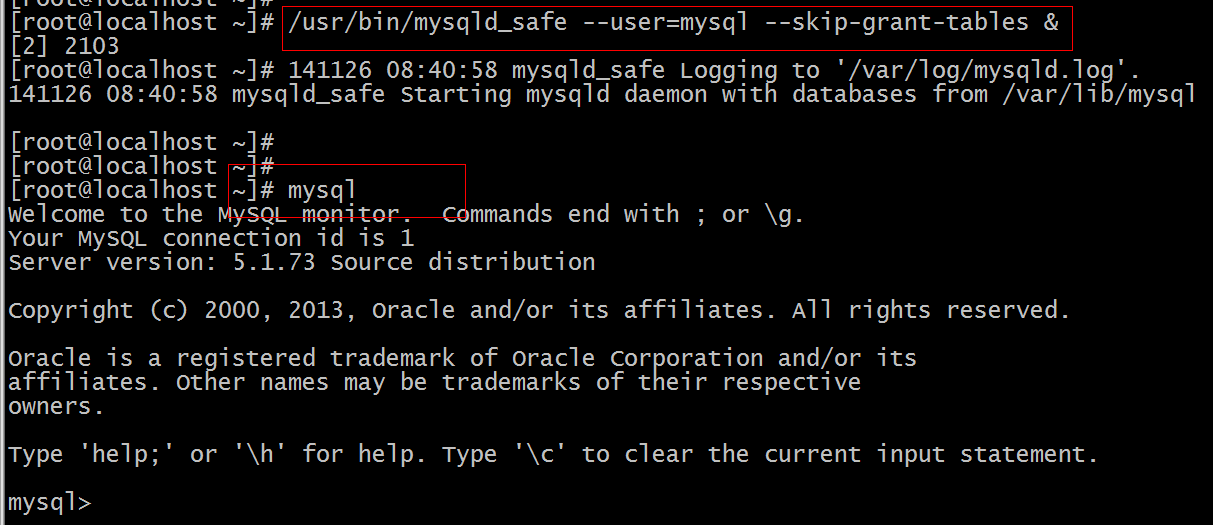 [root@localhost ~]#
[root@localhost ~]# /usr/bin/mysqld_safe --user=mysql --skip-grant-tables &
[2] 2103
[root@localhost ~]# 141126 08:40:58 mysqld_safe Logging to '/var/log/mysqld.log'.
141126 08:40:58 mysqld_safe Starting mysqld daemon with databases from /var/lib/mysql
[root@localhost ~]#
[root@localhost ~]#
[root@localhost ~]# mysql
Welcome to the MySQL monitor.  Commands end with ; or \g.
Your MySQL connection id is 1
Server version: 5.1.73 Source distribution
Copyright (c) 2000, 2013, Oracle and/or its affiliates. All rights reserved.
Oracle is a registered trademark of Oracle Corporation and/or its
affiliates. Other names may be trademarks of their respective
owners.
Type 'help;' or '\h' for help. Type '\c' to clear the current input statement.
mysql>